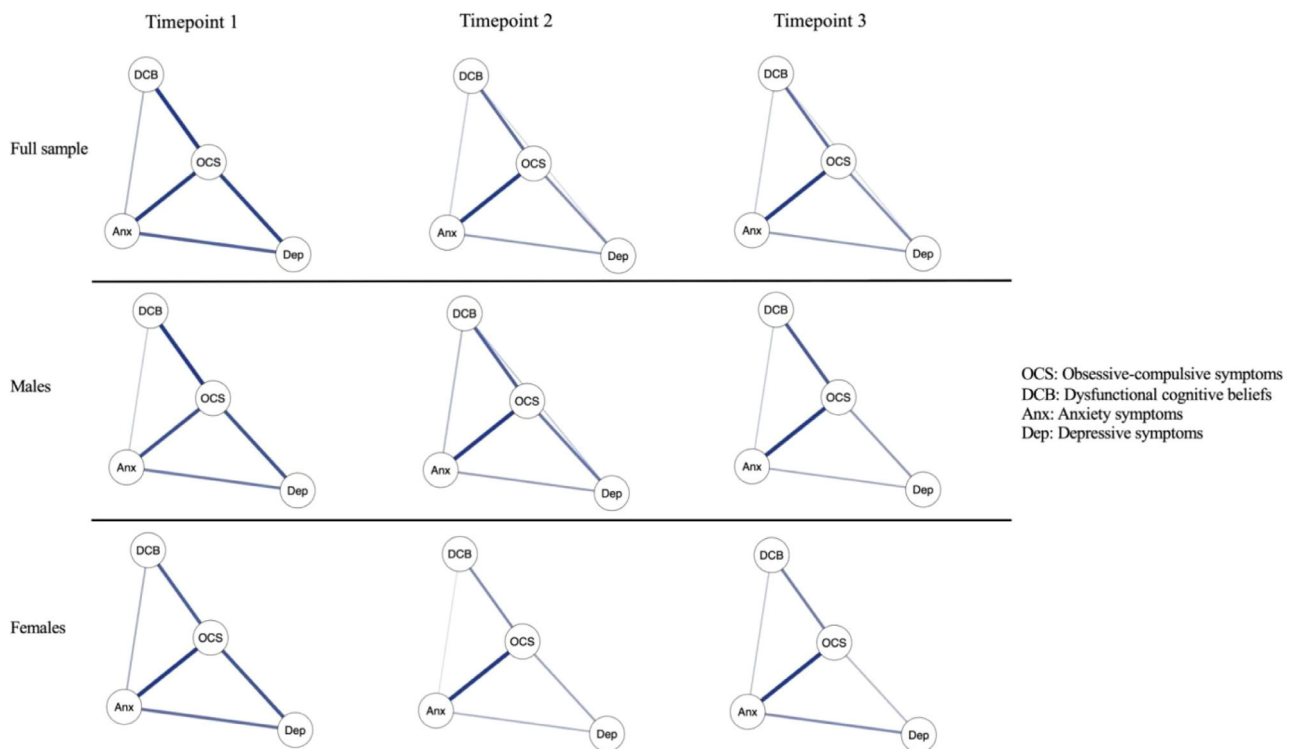 Timepoint 1
Timepoint 2
Timepoint 3
Full sample
DCB
OCS
Anx
Dep
DCB
OCS
Anx
Dep
DCB
OCS
Anx
Dep
Males
DCB
OCS
Anx
Dep
DCB
OCS
Anx
Dep
DCB
OCS
Anx
Dep
OCS: Obsessive-compulsive symptoms
DCB: Dysfunctional cognitive beliefs
Anx: Anxiety symptoms
Dep: Depressive symptoms
Females
DCB
OCS
Anx
Dep
DCB
OCS
Anx
Dep
DCB
OCS
Anx
Dep